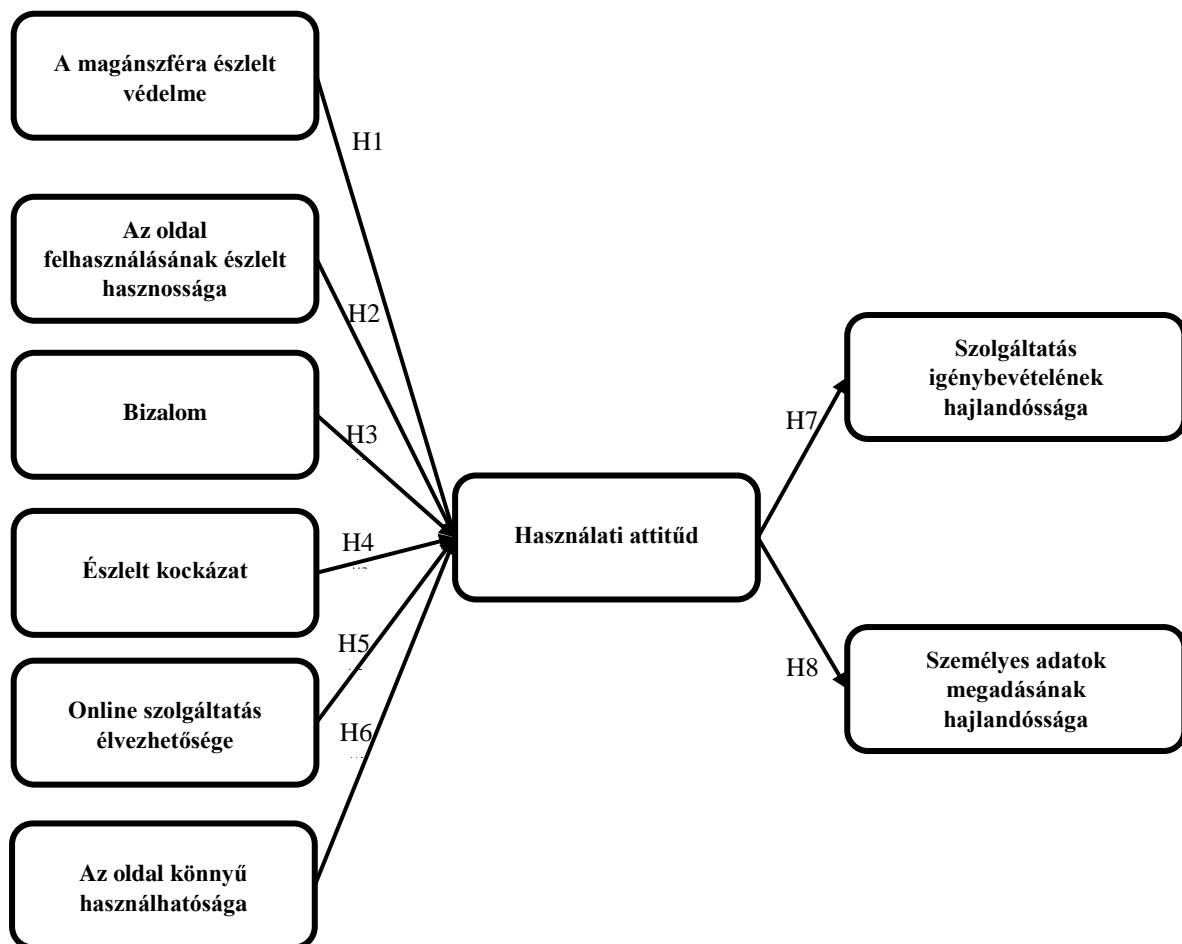 A magánszféra észlelt
védelme
H1
Az oldal
felhasználásának észlelt
hasznossága
H2
Bizalom
H3
Észlelt kockázat
H4
Online szolgáltatás
élvezhetősége
H5
Az oldal könnyű
használhatósága
H6
Használati attitűd
H7
Szolgáltatás
igénybevételének
hajlandóssága
H8
Személyes adatok
megadásának
hajlandóssága